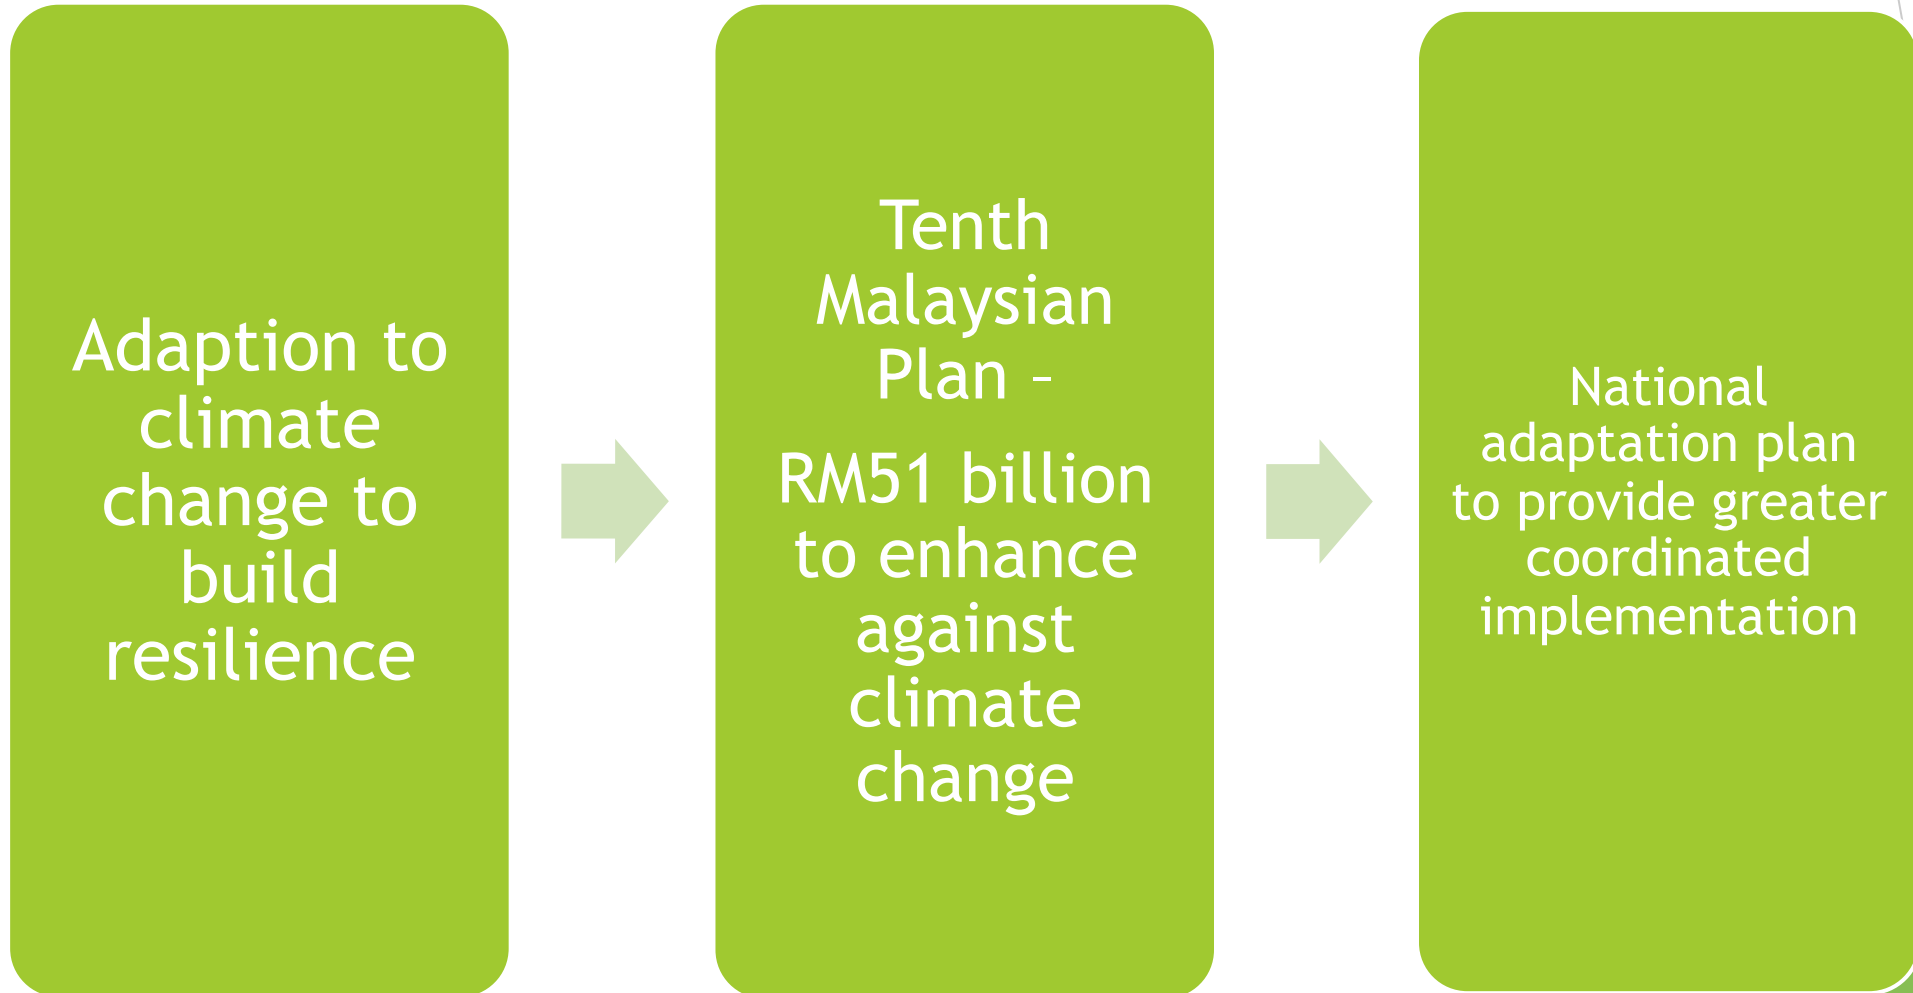 Adaption to
climate
change to
build
resilience
Tenth
Malaysian
Plan –
RM51 billion
to enhance
against
climate
change
National
adaptation plan
to provide greater
coordinated
implementation